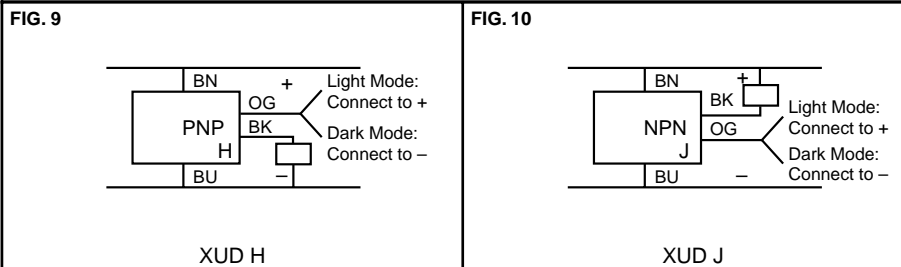 FIG. 9
BN
+
Light Mode:
Connect to +
OG
PNP
BK
H
Dark Mode:
Connect to –
BU
–
XUD H
FIG. 10
BN
+
BK
Light Mode:
Connect to +
NPN
OG
J
Dark Mode:
Connect to –
BU
–
XUD J